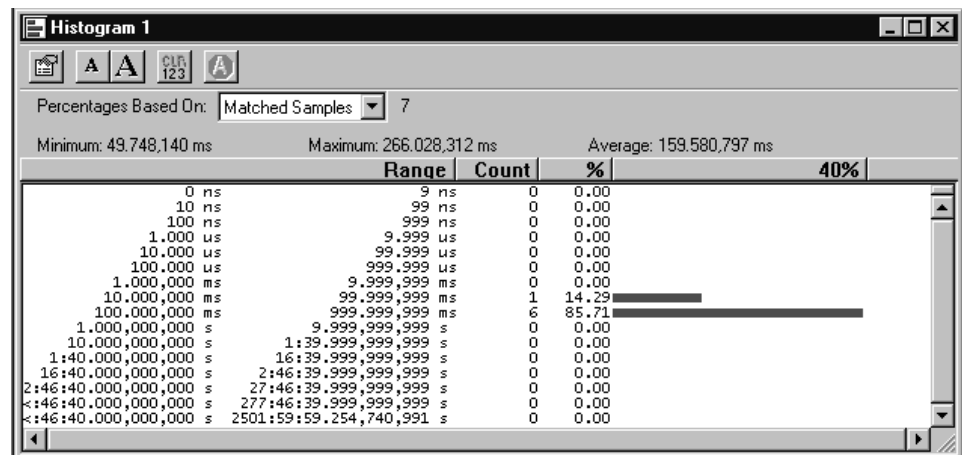 Histogram 1
A A CLR 123 A
Percentages Based On: Matched Samples 7
Minimum: 49.748,140 ms Maximum: 266.028,312 ms Average: 159.580,797 ms
Range Count % 40%
0 ns 9 ns 0 0.00
10 ns 99 ns 0 0.00
100 ns 999 ns 0 0.00
1.000 us 9.999 us 0 0.00
10.000 us 99.999 us 0 0.00
100.000 us 999.999 us 0 0.00
1.000,000 ms 9.999,999 ms 0 0.00
10.000,000 ms 99.999,999 ms 1 14.29
100.000,000 ms 999.999,999 ms 6 85.71
1.000,000,000 s 9.999,999,999 s 0 0.00
10.000,000,000 s 1:39.999,999,999 s 0 0.00
1:40.000,000,000 s 16:39.999,999,999 s 0 0.00
16:40.000,000,000 s 2:46:39.999,999,999 s 0 0.00
2:46:40.000,000,000 s 27:46:39.999,999,999 s 0 0.00
<:46:40.000,000,000 s 277:46:39.999,999,999 s 0 0.00
<:46:40.000,000,000 s 2501:59:59.254,740,991 s 0 0.00